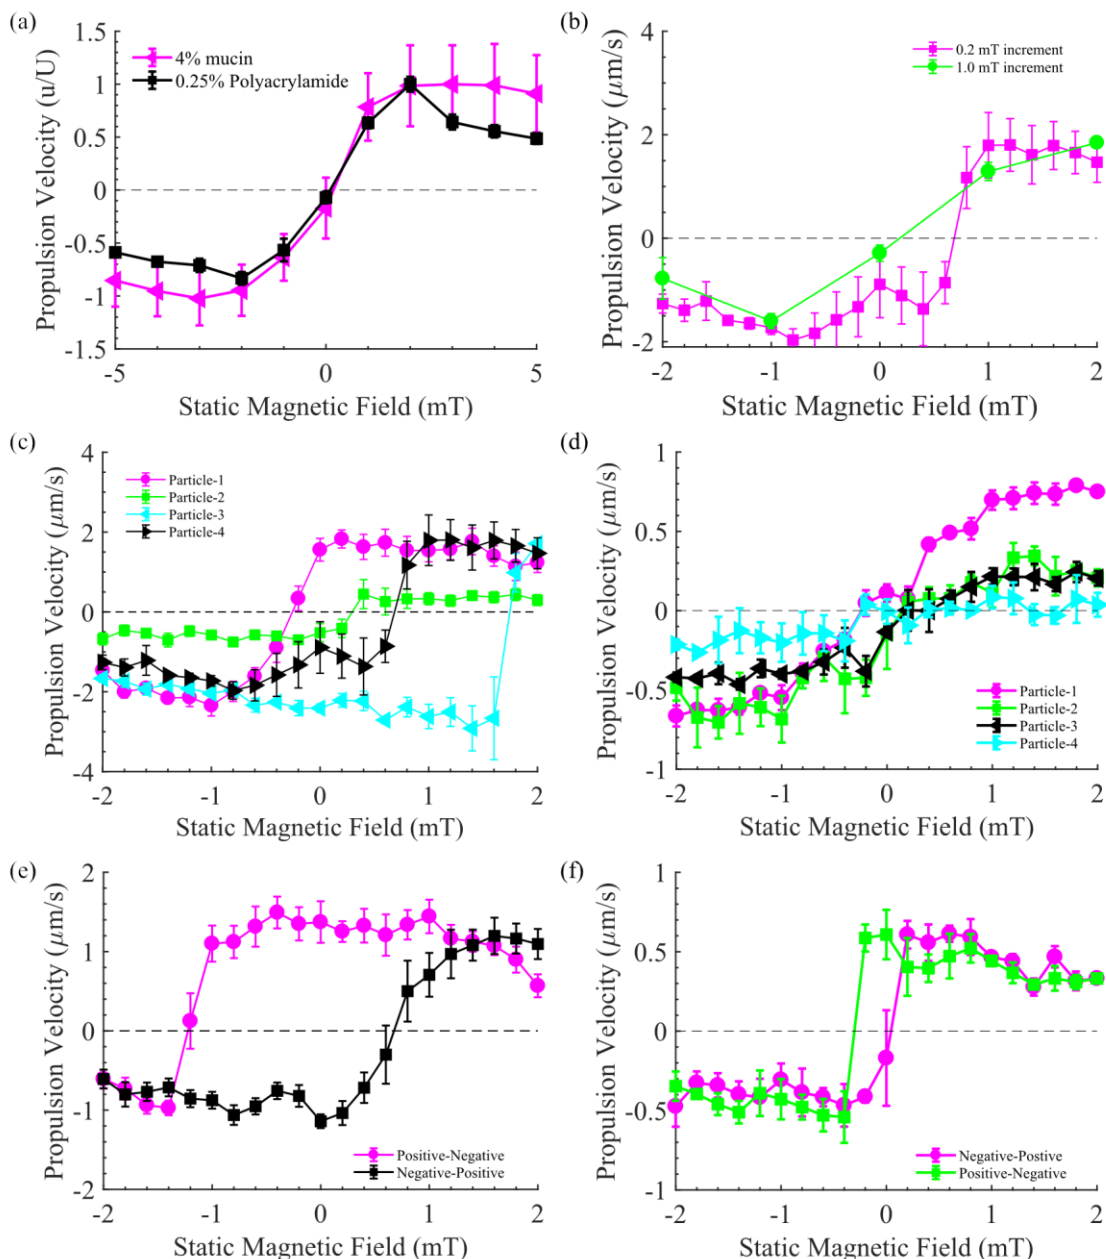 (a)
Propulsion Velocity (u/U)
1.5
1
0.5
0
-0.5
-1
-1.5
4% mucin
0.25% Polyacrylamide
-5 0 5
Static Magnetic Field (mT)
(b)
Propulsion Velocity (μm/s)
4
2
0
-2
0.2 mT increment
1.0 mT increment
-2 -1 0 1 2
Static Magnetic Field (mT)
(c)
Propulsion Velocity (μm/s)
4
2
0
-2
-4
Particle-1
Particle-2
Particle-3
Particle-4
-2 -1 0 1 2
Static Magnetic Field (mT)
(d)
Propulsion Velocity (μm/s)
1
0.5
0
-0.5
-1
Particle-1
Particle-2
Particle-3
Particle-4
-2 -1 0 1 2
Static Magnetic Field (mT)
(e)
Propulsion Velocity (μm/s)
2
1
0
-1
-2
Positive-Negative
Negative-Positive
-2 -1 0 1 2
Static Magnetic Field (mT)
(f)
Propulsion Velocity (μm/s)
1
0.5
0
-0.5
-1
Negative-Postive
Positive-Negative
-2 -1 0 1 2
Static Magnetic Field (mT)